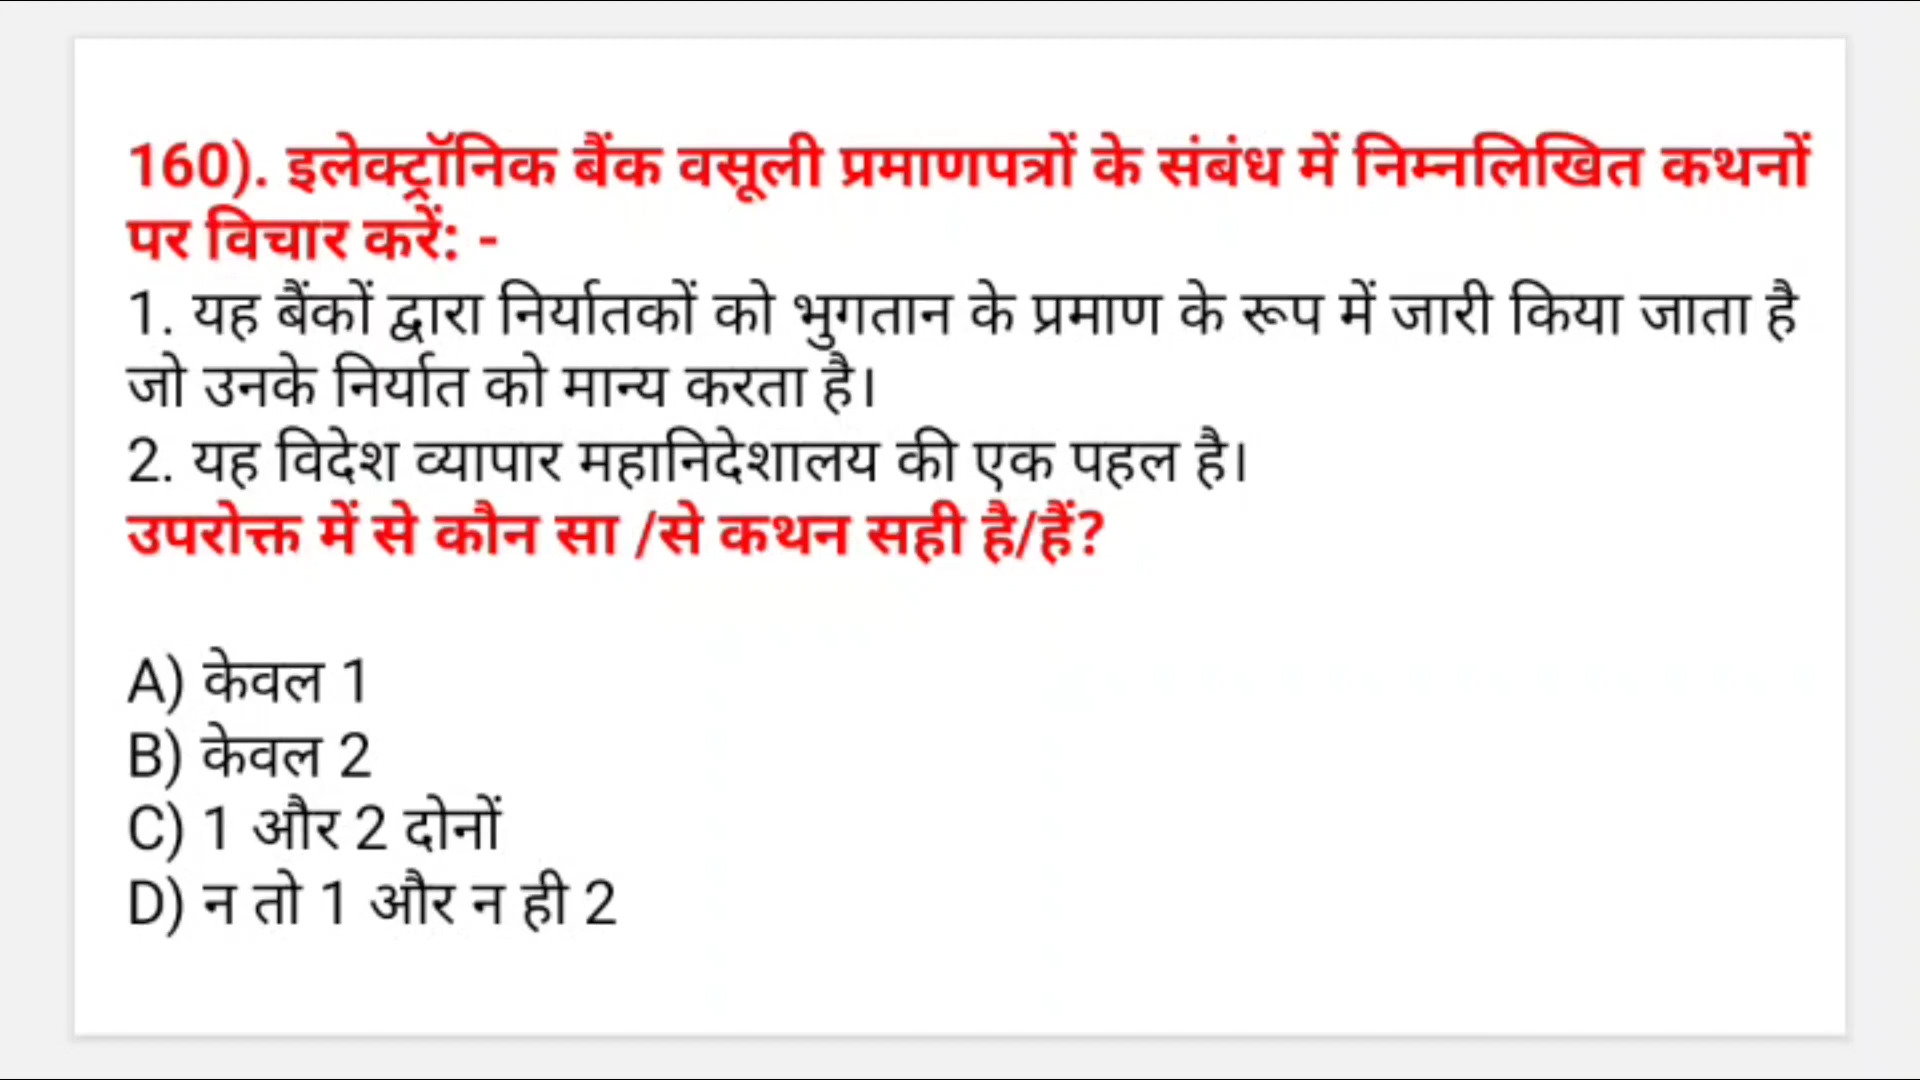 160). इलेक्ट्रॉनिक बैंक वसूली प्रमाणपत्रों के संबंध में निम्नलिखित कथनों
पर विचार करें: -
1. यह बैंकों द्वारा निर्यातकों को भुगतान के प्रमाण के रूप में जारी किया जाता है
जो उनके निर्यात को मान्य करता है।
2. यह विदेश व्यापार महानिदेशालय की एक पहल है।
उपरोक्त में से कौन सा /से कथन सही है/हैं?
A) केवल 1
B) केवल 2
C) 1 और 2 दोनों
D) न तो 1 और न ही 2